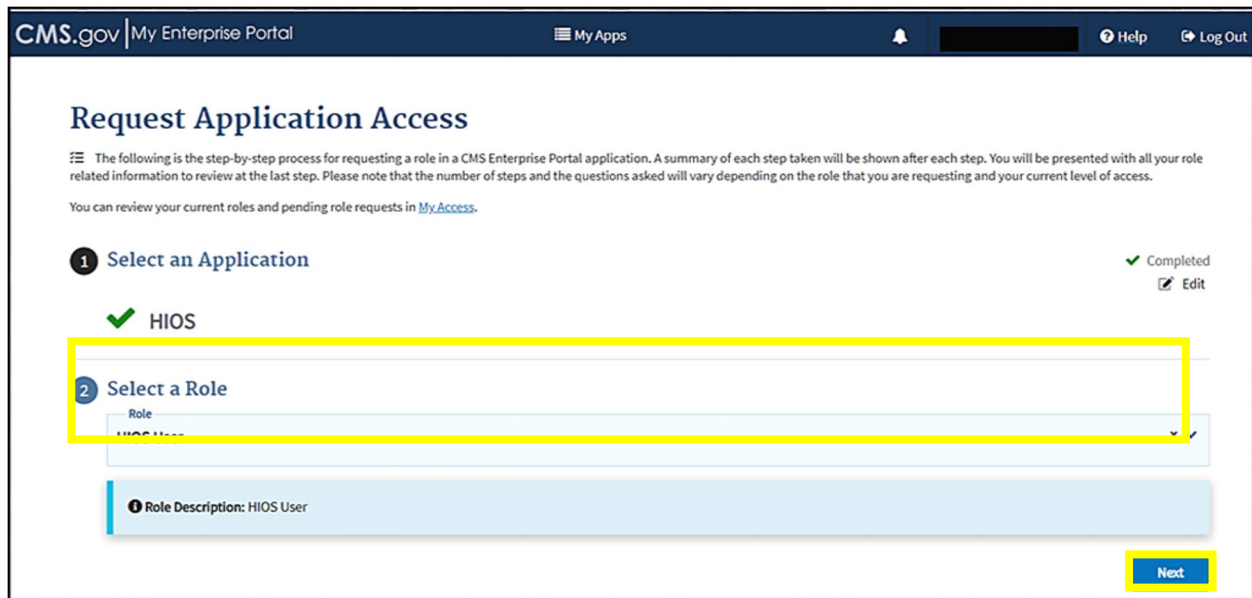 CMS.gov My Enterprise Portal My Apps Help Log Out
Request Application Access
The following is the step-by-step process for requesting a role in a CMS Enterprise Portal application. A summary of each step taken will be shown after each step. You will be presented with all your role
related information to review at the last step. Please note that the number of steps and the questions asked will vary depending on the role that you are requesting and your current level of access.
You can review your current roles and pending role requests in My Access.
1 Select an Application
Completed
Edit
HIOS
2 Select a Role
Role
HIOS User
Role Description: HIOS User
Next